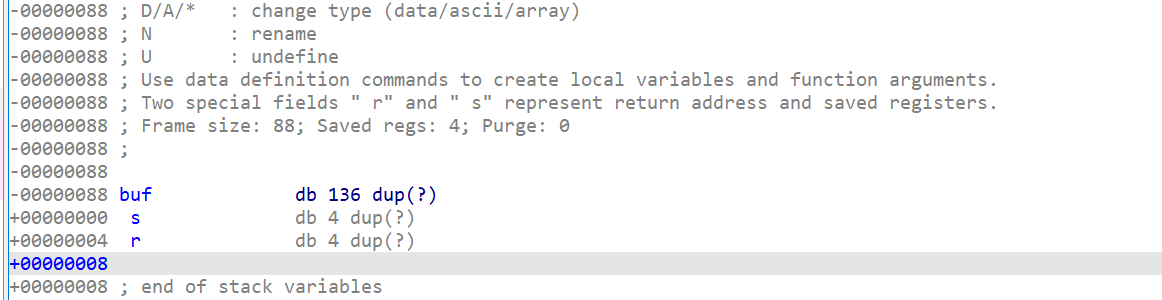 -00000088 ; D/A/*   : change type (data/ascii/array)
-00000088 ; N       : rename
-00000088 ; U       : undefine
-00000088 ; Use data definition commands to create local variables and function arguments.
-00000088 ; Two special fields " r" and " s" represent return address and saved registers.
-00000088 ; Frame size: 88; Saved regs: 4; Purge: 0
-00000088 ;
-00000088
-00000088 buf             db 136 dup(?)
+00000000  s              db 4 dup(?)
+00000004  r              db 4 dup(?)
+00000008
+00000008 ; end of stack variables